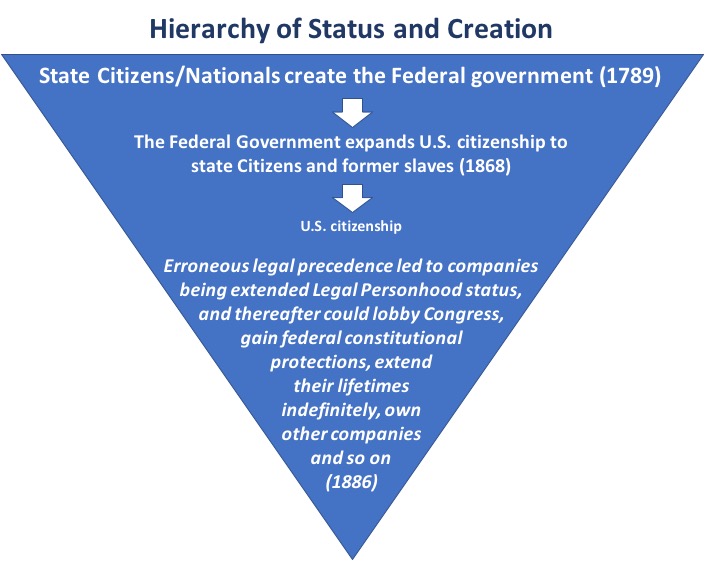 Hierarchy of Status and Creation
State Citizens/Nationals create the Federal government (1789)
The Federal Government expands U.S. citizenship to
state Citizens and former slaves (1868)
U.S. citizenship
Erroneous legal precedence led to companies
being extended Legal Personhood status,
and thereafter could lobby Congress,
gain federal constitutional
protections, extend
their lifetimes
indefinitely, own
other companies
and so on
(1886)